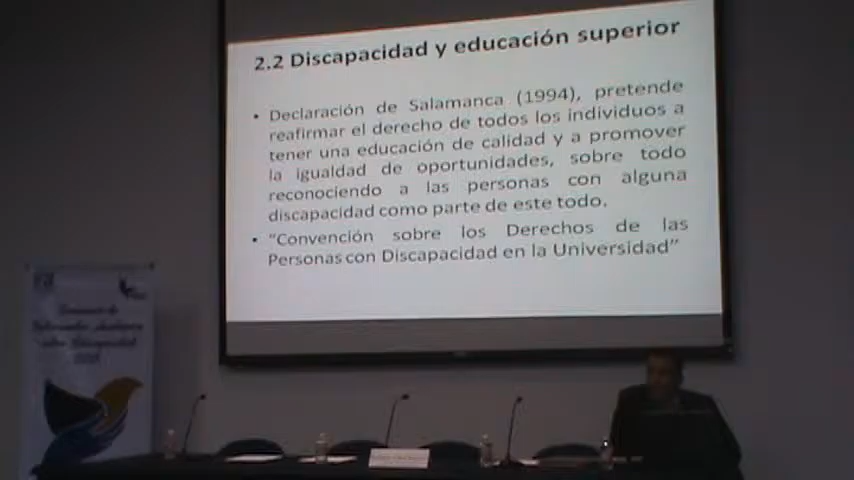 2.2 Discapacidad y educación superior
• Declaración de Salamanca (1994), pretende
reafirmar el derecho de todos los individuos a
tener una educación de calidad y a promover
la igualdad de oportunidades, sobre todo
reconociendo a las personas con alguna
discapacidad como parte de este todo.
• "Convención sobre los Derechos de las
Personas con Discapacidad en la Universidad"